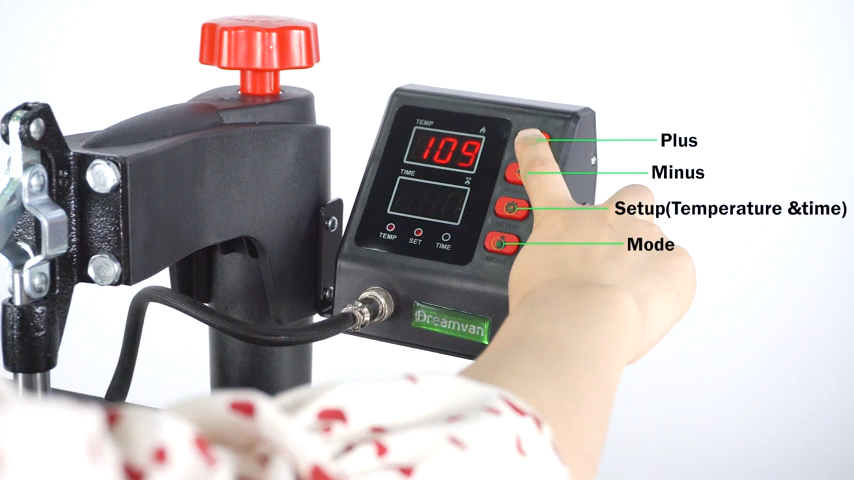 TEMP
109
TIME
TEMP
SET
TIME
Dreamvan
Plus
Minus
Setup(Temperature &time)
Mode